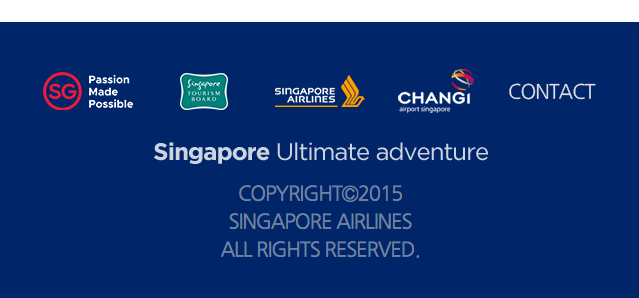 SG
Passion
Made
Possible
Singapore
TOURISM
BOARD
SINGAPORE
AIRLINES
CHANGI
airport singapore
CONTACT
Singapore Ultimate adventure
COPYRIGHT©2015
SINGAPORE AIRLINES
ALL RIGHTS RESERVED.